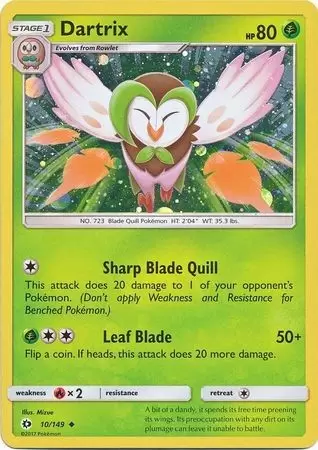 STAGE 1
Dartrix
HP 80
Evolves from Rowlet
NO. 723 Blade Quill Pokémon HT: 2'04" WT: 35.3 lbs.
Sharp Blade Quill
This attack does 20 damage to 1 of your opponent's
Pokémon. (Don't apply Weakness and Resistance for
Benched Pokémon.)
Leaf Blade 50+
Flip a coin. If heads, this attack does 20 more damage.
weakness × 2 resistance retreat
Illus. Mizue
10/149
©2017 Pokémon
A bit of a dandy, it spends its free time preening
its wings. Its preoccupation with any dirt on its
plumage can leave it unable to battle.